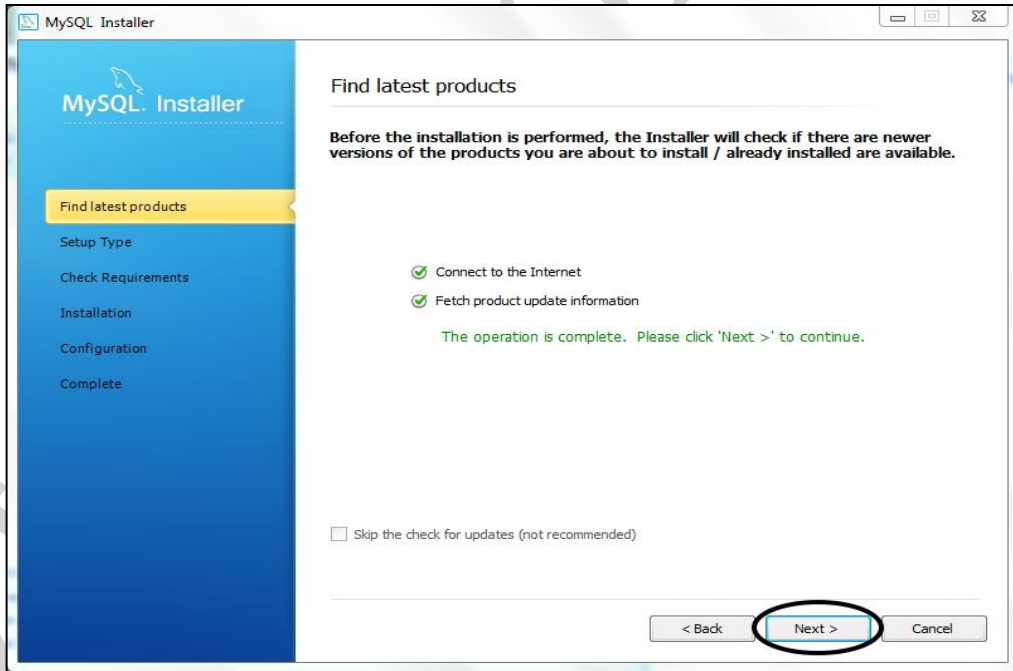 MySQL Installer
MySQL. Installer
Find latest products
Setup Type
Check Requirements
Installation
Configuration
Complete
Find latest products
Before the installation is performed, the Installer will check if there are newer
versions of the products you are about to install / already installed are available.
Connect to the Internet
Fetch product update information
The operation is complete. Please click 'Next >' to continue.
Skip the check for updates (not recommended)
< Back
Next >
Cancel